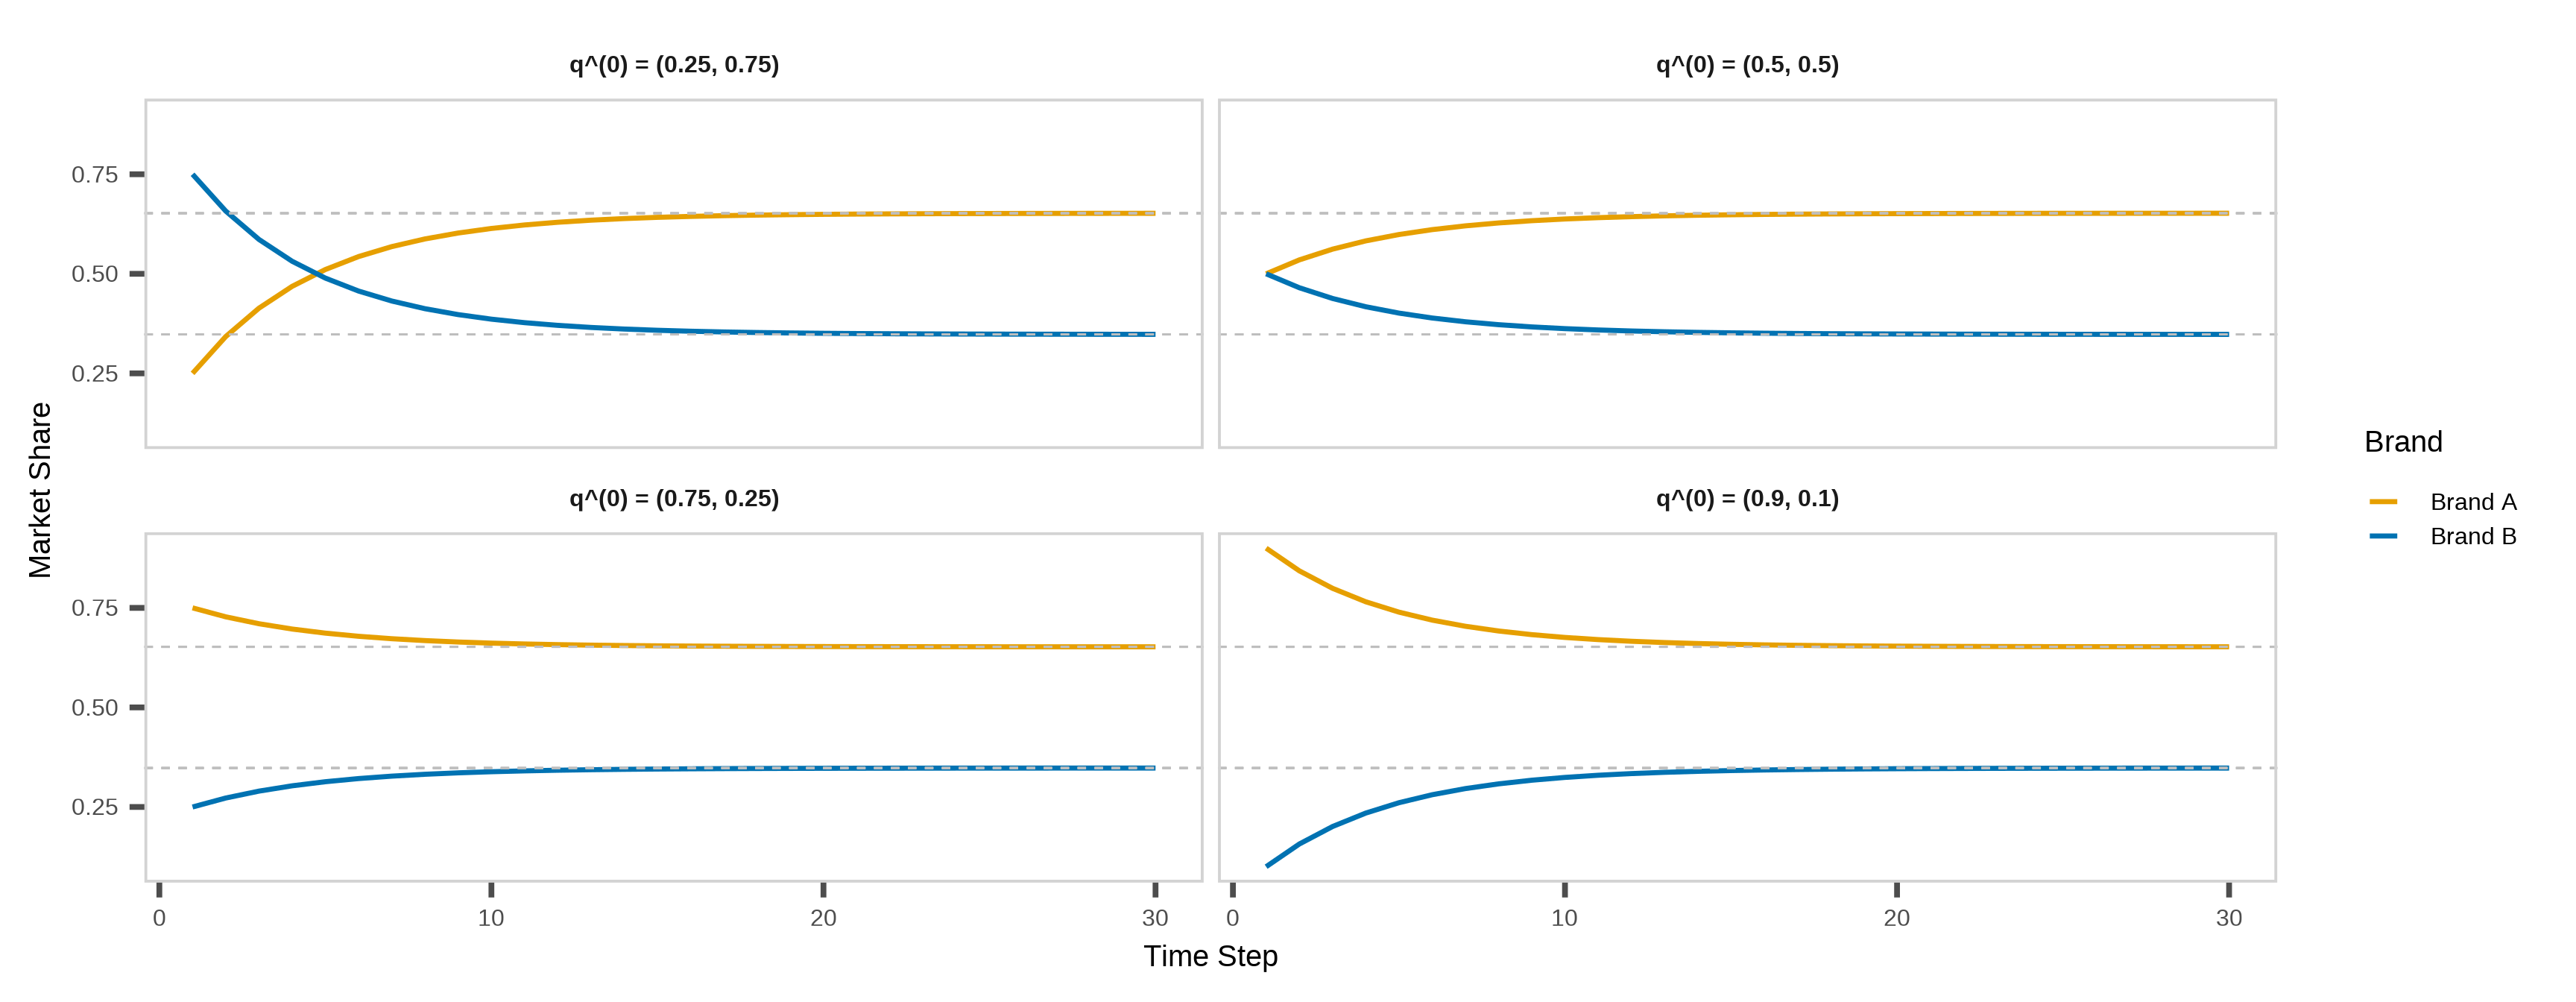 q^(0) = (0.25, 0.75)
q^(0) = (0.5, 0.5)
0.75
0.50
0.25
q^(0) = (0.75, 0.25)
q^(0) = (0.9, 0.1)
0.75
0.50
0.25
0 10 20 30
0 10 20 30
Time Step
Market Share
Brand
Brand A
Brand B